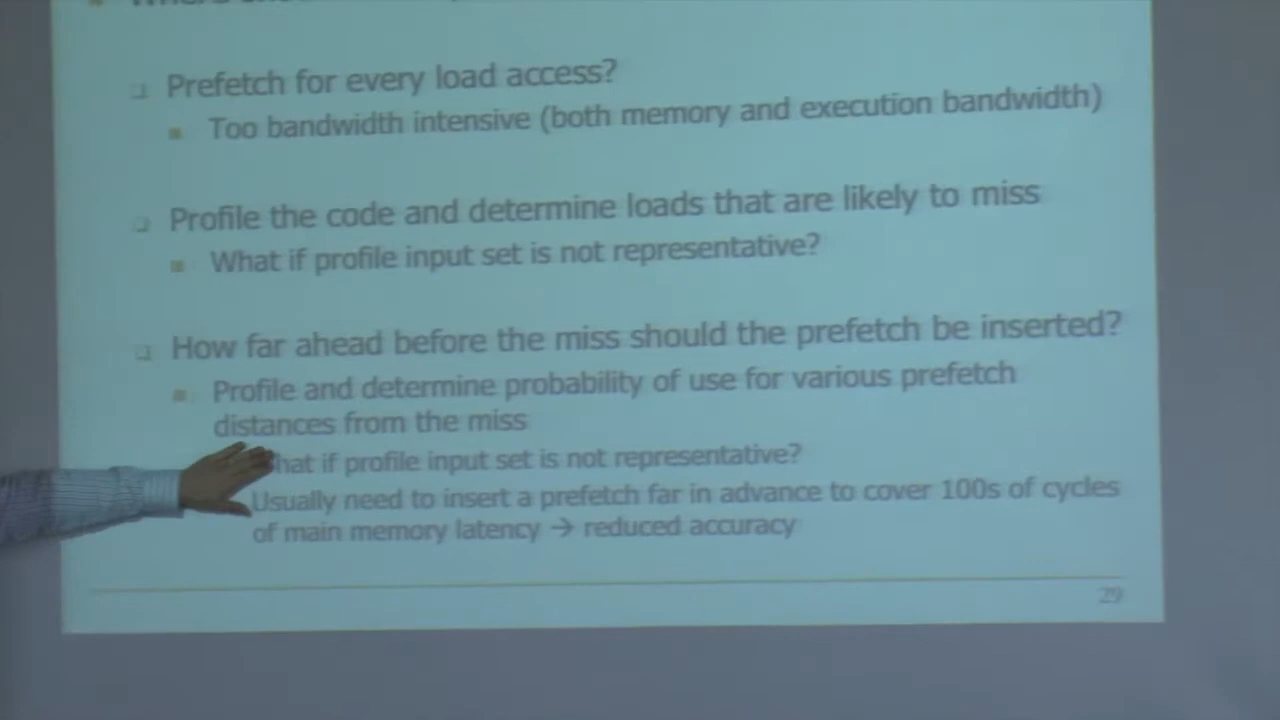 Prefetch for every load access?
Too bandwidth intensive (both memory and execution bandwidth)
Profile the code and determine loads that are likely to miss
What if profile input set is not representative?
How far ahead before the miss should the prefetch be inserted?
Profile and determine probability of use for various prefetch
distances from the miss
hat if profile input set is not representative?
Usually need to insert a prefetch far in advance to cover 100s of cycles
of main memory latency → reduced accuracy
29